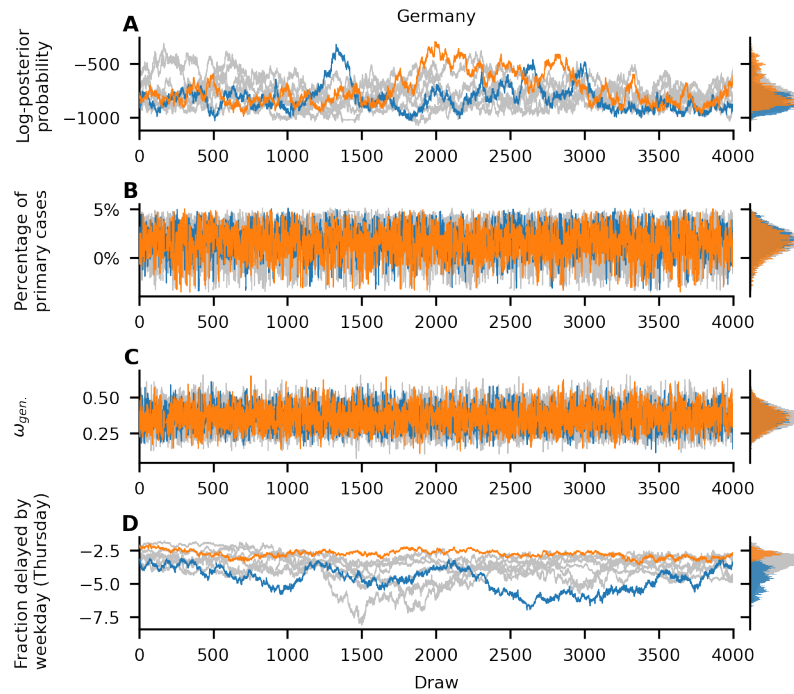 Germany
A
Log-posterior
probability
−500
−1000
0 500 1000 1500 2000 2500 3000 3500 4000
B
Percentage of
primary cases
5%
0%
0 500 1000 1500 2000 2500 3000 3500 4000
C
ω_gen.
0.50
0.25
0 500 1000 1500 2000 2500 3000 3500 4000
D
Fraction delayed by
weekday (Thursday)
−2.5
−5.0
−7.5
0 500 1000 1500 2000 2500 3000 3500 4000
Draw